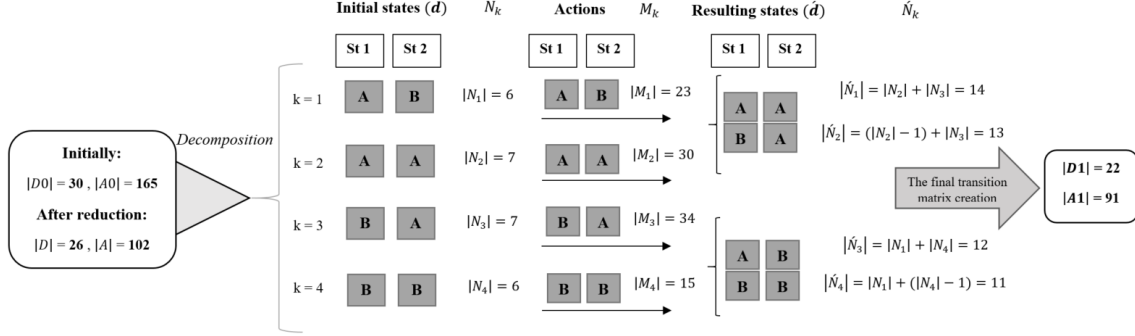 Initial states (d) N_k Actions M_k Resulting states (d́) Ń_k
St 1 St 2 St 1 St 2 St 1 St 2
k = 1 A B |N_1| = 6 A B |M_1| = 23
A A |Ń_1| = |N_2| + |N_3| = 14
B A |Ń_2| = (|N_2| − 1) + |N_3| = 13
Decomposition
k = 2 A A |N_2| = 7 A A |M_2| = 30
Initially:
|D0| = 30 , |A0| = 165
After reduction:
|D| = 26 , |A| = 102
The final transition
matrix creation
|D1| = 22
|A1| = 91
k = 3 B A |N_3| = 7 B A |M_3| = 34
A B |Ń_3| = |N_1| + |N_4| = 12
B B |Ń_4| = |N_1| + (|N_4| − 1) = 11
k = 4 B B |N_4| = 6 B B |M_4| = 15